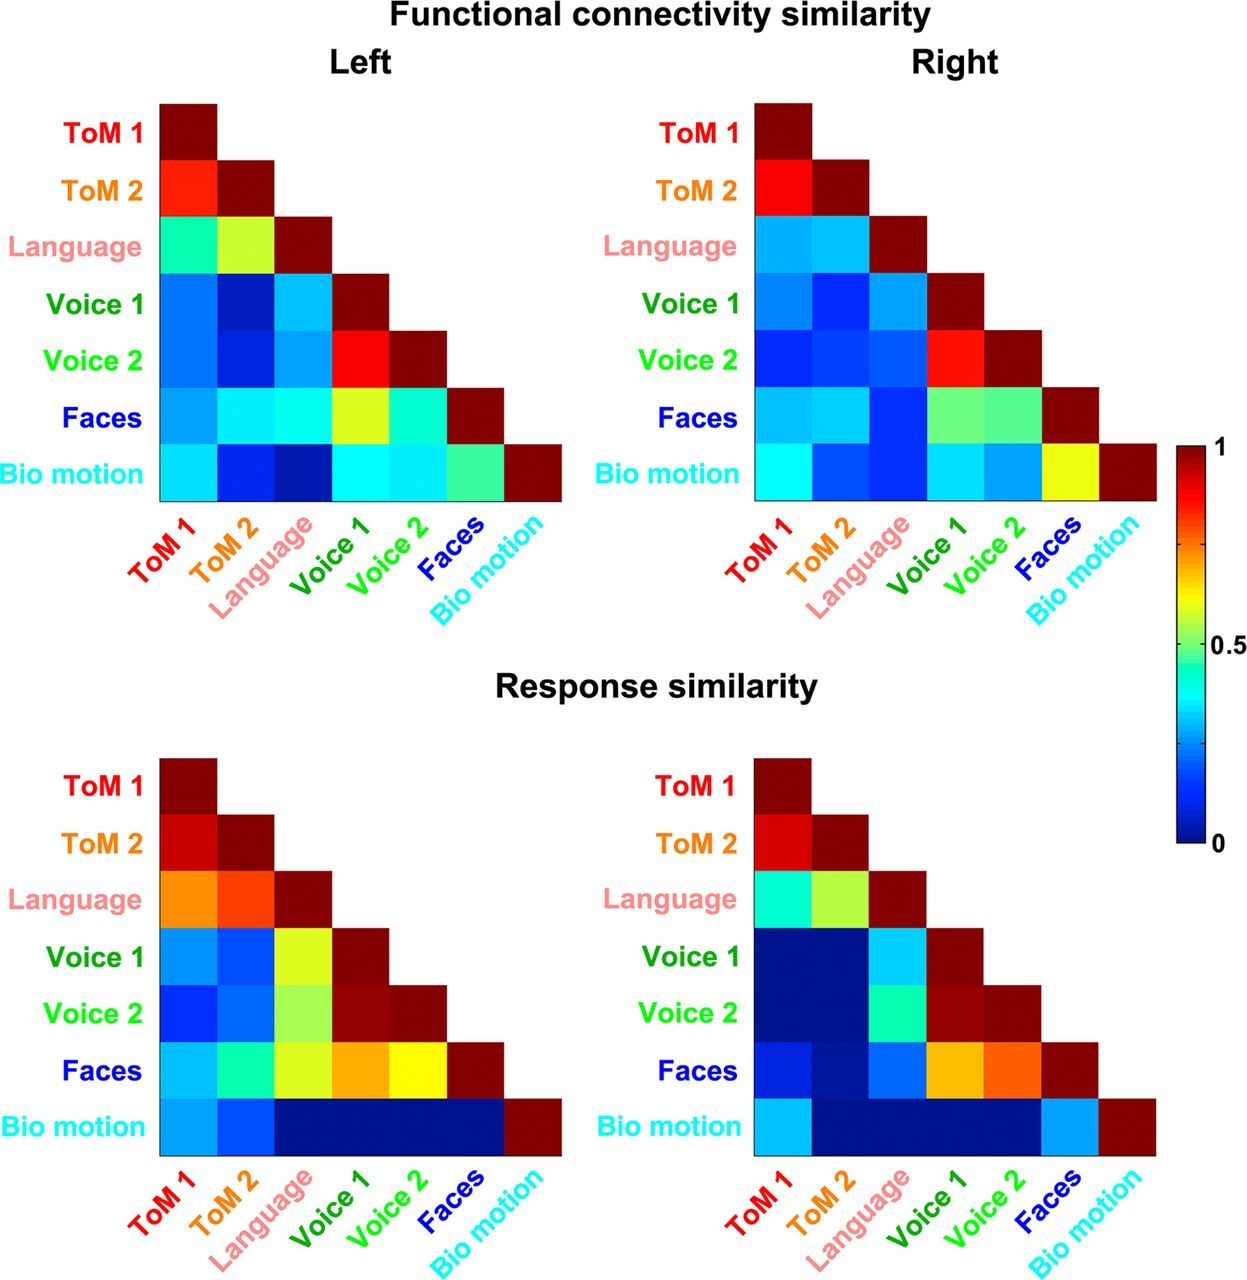 Functional connectivity similarity
Left
Right
ToM 1
ToM 2
Language
Voice 1
Voice 2
Faces
Bio motion
ToM 1
ToM 2
Language
Voice 1
Voice 2
Faces
Bio motion
ToM 1
ToM 2
Language
Voice 1
Voice 2
Faces
Bio motion
ToM 1
ToM 2
Language
Voice 1
Voice 2
Faces
Bio motion
1
0.5
0
Response similarity
ToM 1
ToM 2
Language
Voice 1
Voice 2
Faces
Bio motion
ToM 1
ToM 2
Language
Voice 1
Voice 2
Faces
Bio motion
ToM 1
ToM 2
Language
Voice 1
Voice 2
Faces
Bio motion
ToM 1
ToM 2
Language
Voice 1
Voice 2
Faces
Bio motion